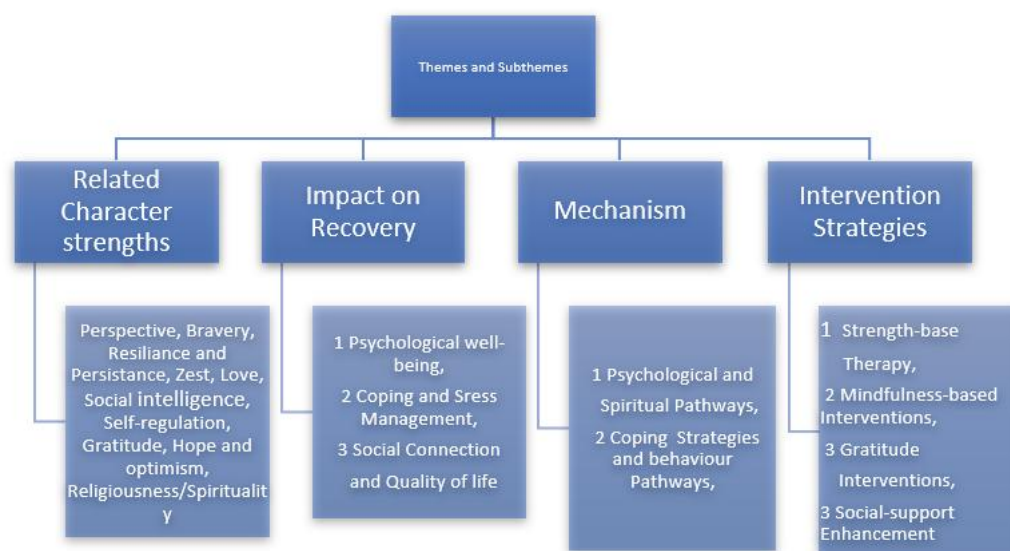 Themes and Subthemes
Related
Character
strengths
Impact on
Recovery
Mechanism
Intervention
Strategies
Perspective, Bravery,
Resiliance and
Persistance, Zest, Love,
Social intelligence,
Self-regulation,
Gratitude, Hope and
optimism,
Religiousness/Spiritualit
y
1 Psychological well-
being,
2 Coping and Sress
Management,
3 Social Connection
and Quality of life
1 Psychological and
Spiritual Pathways,
2 Coping Strategies
and behaviour
Pathways,
1 Strength-base
Therapy,
2 Mindfulness-based
Interventions,
3 Gratitude
Interventions,
3 Social-support
Enhancement